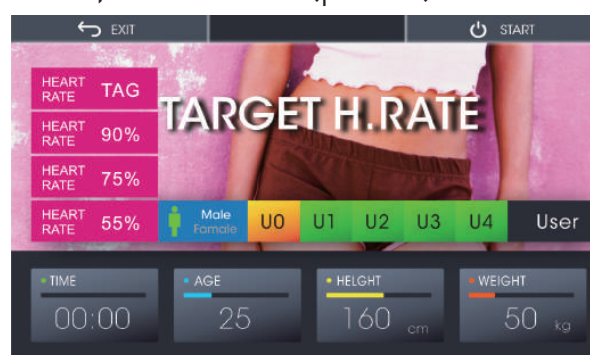 EXIT
START
HEART RATE TAG
HEART RATE 90%
HEART RATE 75%
HEART RATE 55%
TARGET H.RATE
Male
Famale
U0 U1 U2 U3 U4 User
TIME
00:00
AGE
25
HELGHT
160 cm
WEIGHT
50 kg